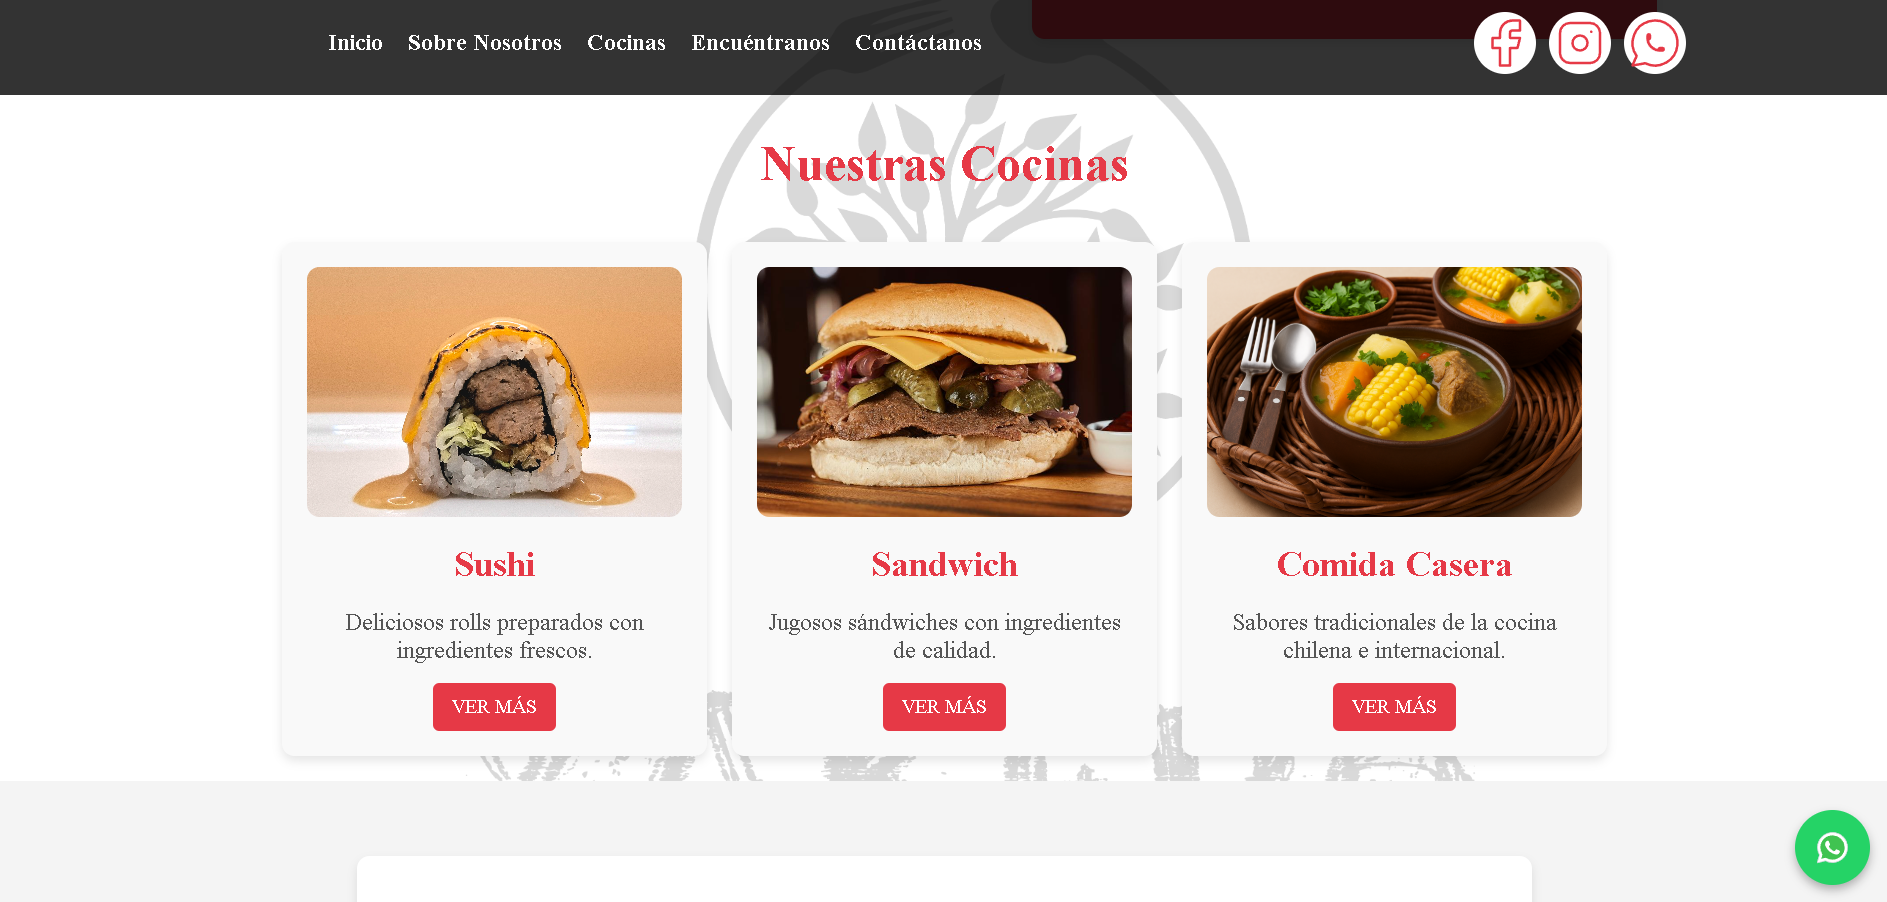 Inicio Sobre Nosotros Cocinas Encuéntranos Contáctanos
Nuestras Cocinas
Sushi
Deliciosos rolls preparados con
ingredientes frescos.
VER MÁS
Sandwich
Jugosos sándwiches con ingredientes
de calidad.
VER MÁS
Comida Casera
Sabores tradicionales de la cocina
chilena e internacional.
VER MÁS